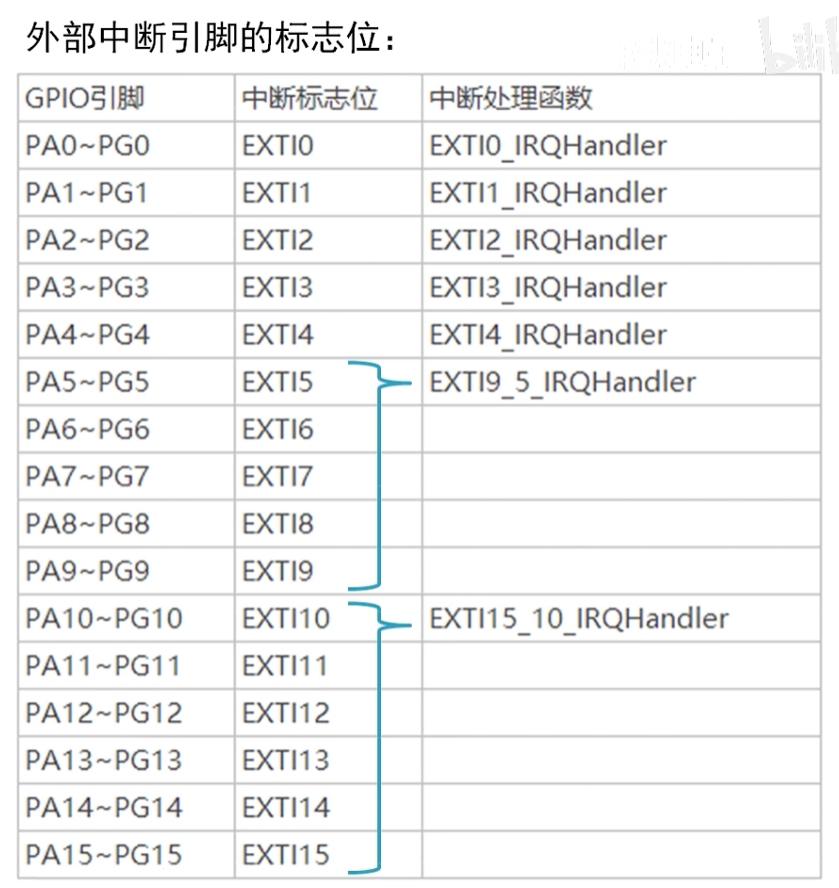 外部中断引脚的标志位：
GPIO引脚 中断标志位 中断处理函数
PA0~PG0 EXTI0 EXTI0_IRQHandler
PA1~PG1 EXTI1 EXTI1_IRQHandler
PA2~PG2 EXTI2 EXTI2_IRQHandler
PA3~PG3 EXTI3 EXTI3_IRQHandler
PA4~PG4 EXTI4 EXTI4_IRQHandler
PA5~PG5 EXTI5 EXTI9_5_IRQHandler
PA6~PG6 EXTI6
PA7~PG7 EXTI7
PA8~PG8 EXTI8
PA9~PG9 EXTI9
PA10~PG10 EXTI10 EXTI15_10_IRQHandler
PA11~PG11 EXTI11
PA12~PG12 EXTI12
PA13~PG13 EXTI13
PA14~PG14 EXTI14
PA15~PG15 EXTI15